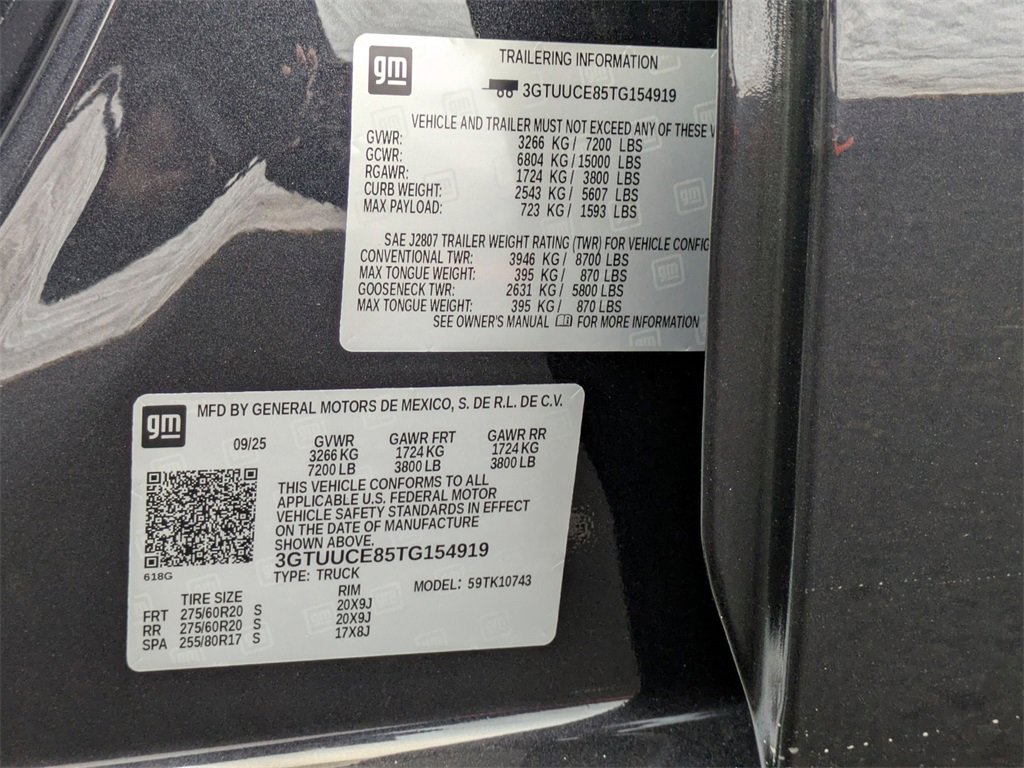 gm
TRAILERING INFORMATION
3GTUUCE85TG154919
VEHICLE AND TRAILER MUST NOT EXCEED ANY OF THESE
GVWR: 3266 KG / 7200 LBS
GCWR: 6804 KG / 15000 LBS
RGAWR: 1724 KG / 3800 LBS
CURB WEIGHT: 2543 KG / 5607 LBS
MAX PAYLOAD: 723 KG / 1593 LBS
SAE J2807 TRAILER WEIGHT RATING (TWR) FOR VEHICLE CONFIG
CONVENTIONAL TWR: 3946 KG / 8700 LBS
MAX TONGUE WEIGHT: 395 KG / 870 LBS
GOOSENECK TWR: 2631 KG / 5800 LBS
MAX TONGUE WEIGHT: 395 KG / 870 LBS
SEE OWNER'S MANUAL FOR MORE INFORMATION
gm
MFD BY GENERAL MOTORS DE MEXICO, S. DE R.L. DE C.V.
09/25 GVWR GAWR FRT GAWR RR
3266 KG 1724 KG 1724 KG
7200 LB 3800 LB 3800 LB
THIS VEHICLE CONFORMS TO ALL
APPLICABLE U.S. FEDERAL MOTOR
VEHICLE SAFETY STANDARDS IN EFFECT
ON THE DATE OF MANUFACTURE
SHOWN ABOVE.
3GTUUCE85TG154919
618G
TYPE: TRUCK MODEL: 59TK10743
TIRE SIZE RIM
FRT 275/60R20 S 20X9J
RR 275/60R20 S 20X9J
SPA 255/80R17 S 17X8J